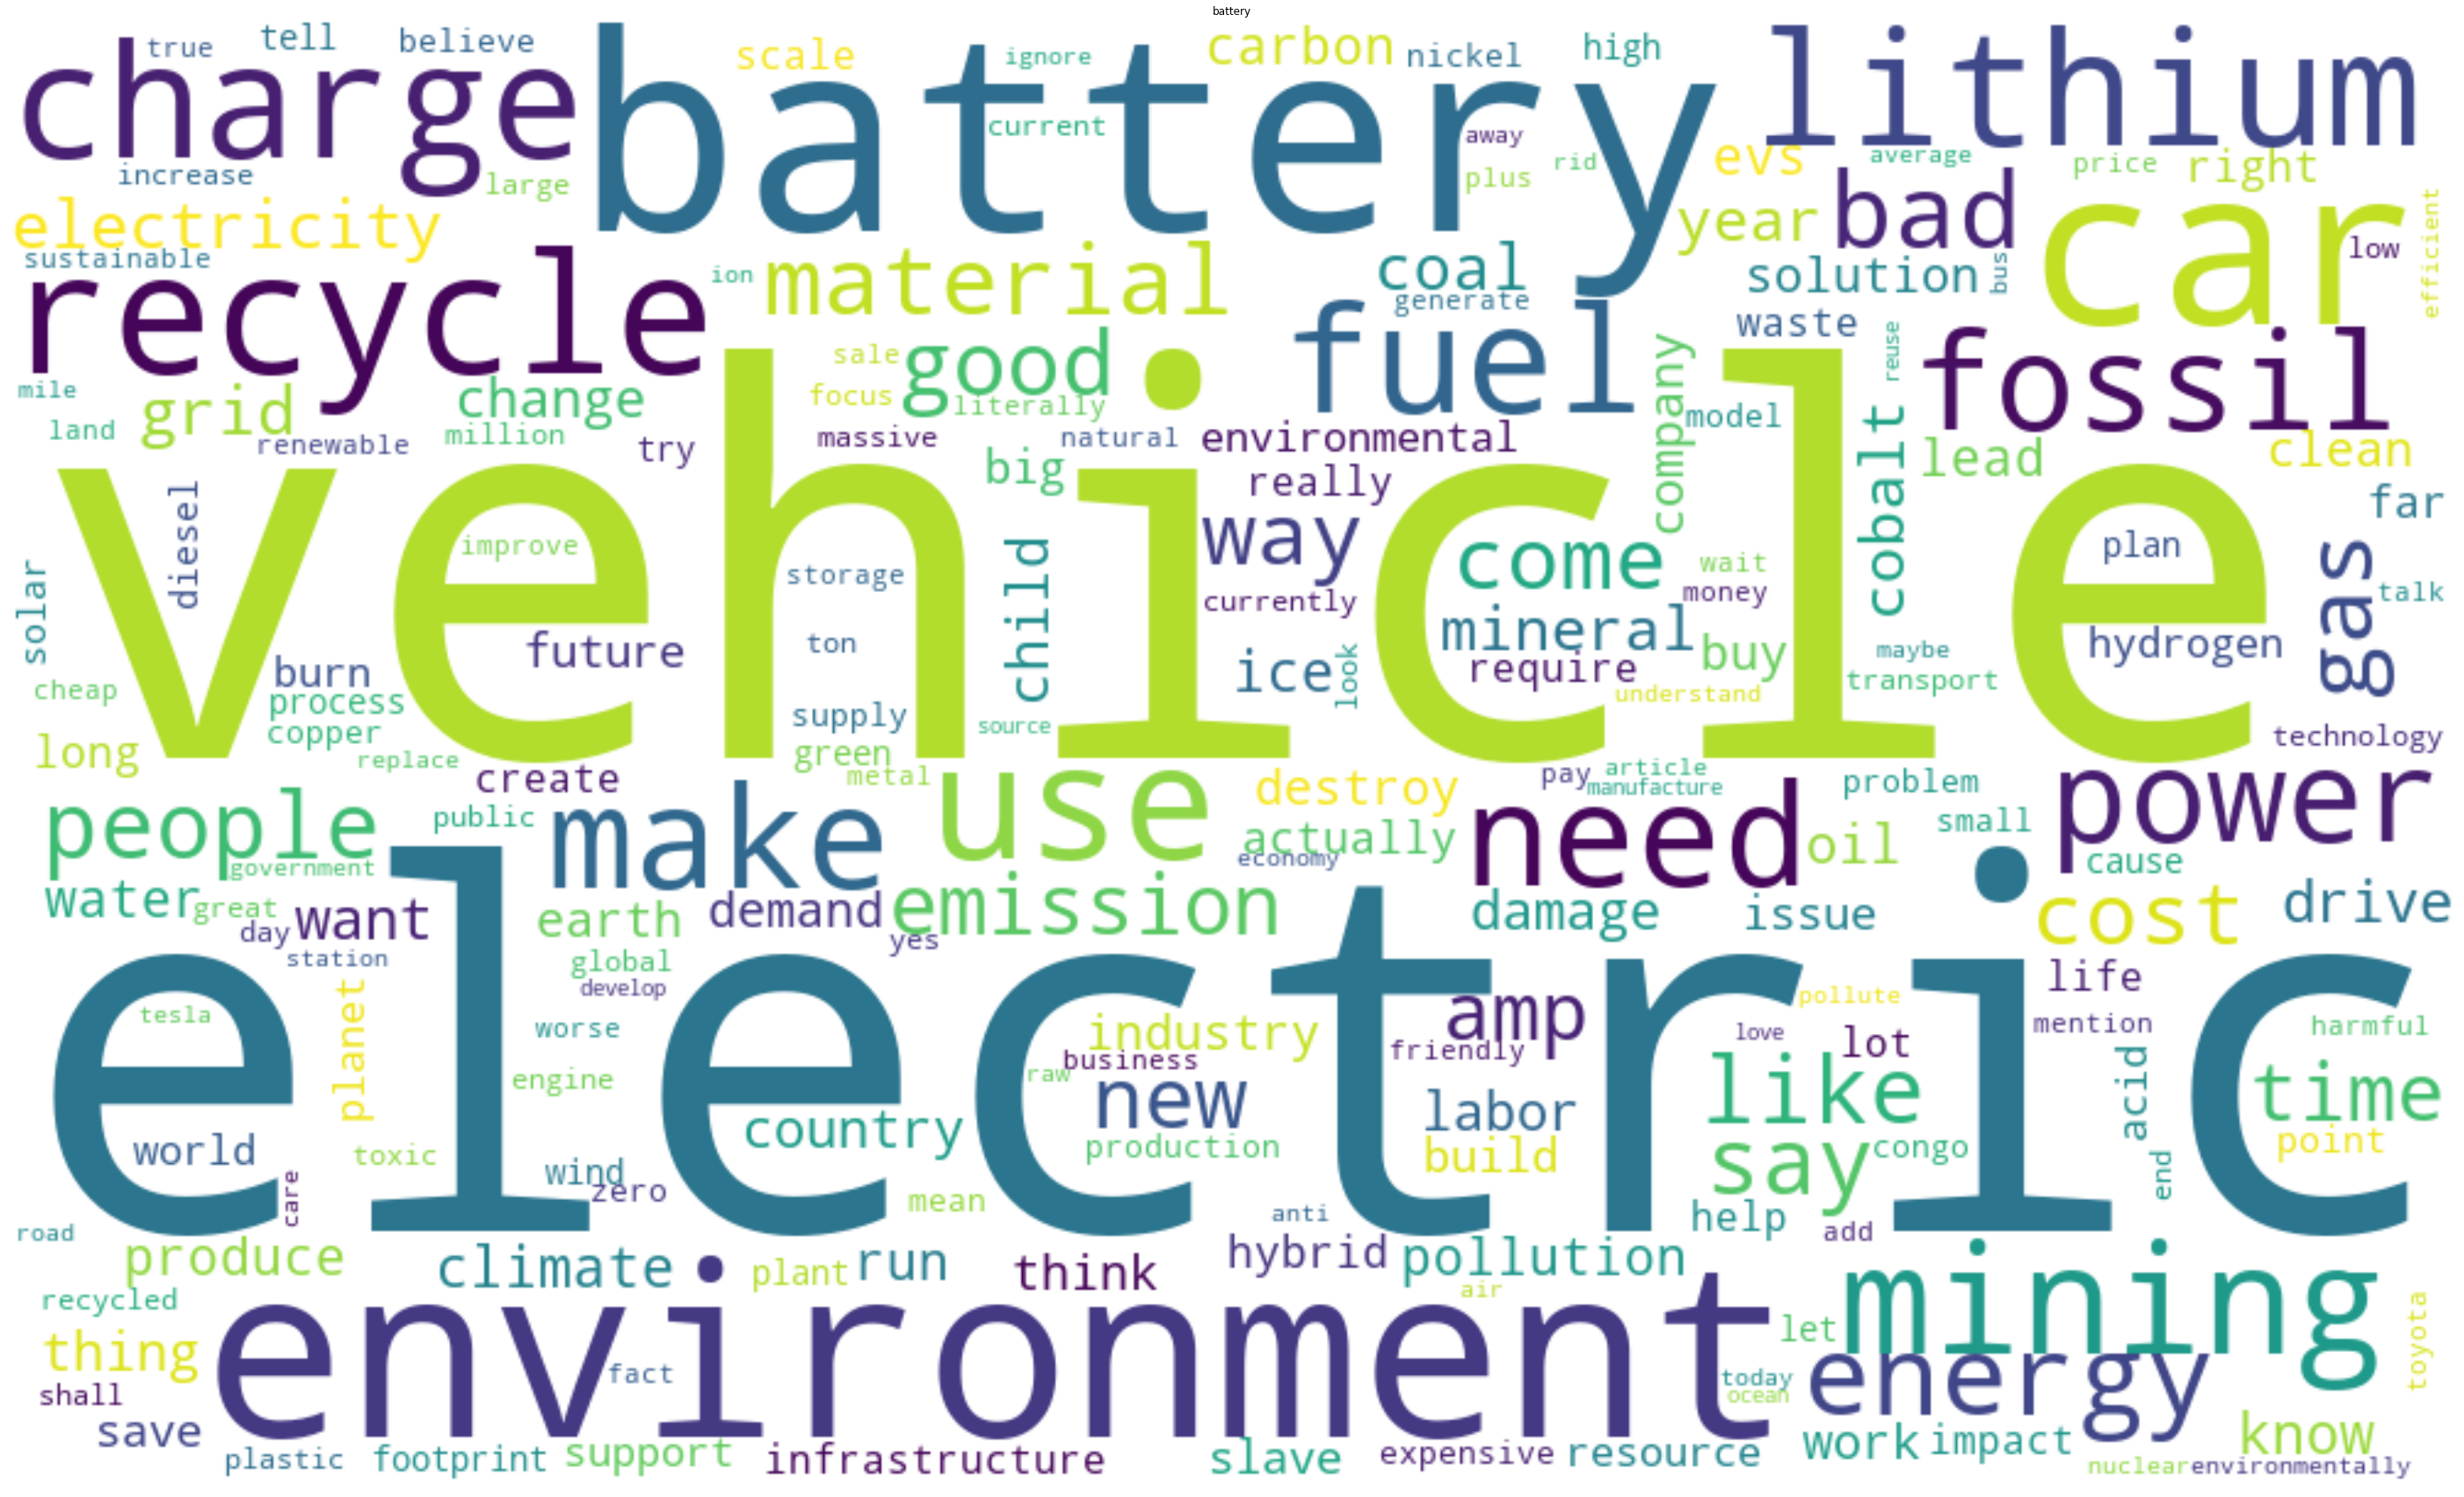 battery
true
tell
believe
scale
ignore
carbon
nickel
high
charge
battery
lithium
current
away
increase
large
plus
rid
evs
average
price
right
electricity
year
bad
car
efficient
sustainable
recycle
ion
material
coal
generate
solution
bus
low
fuel
waste
reuse
fossil
mile
land
grid
renewable
change
million
try
sale
focus
good
literally
massive
natural
environmental
company
model
cobalt
lead
clean
big
really
far
vehicle
diesel
improve
storage
child
way
currently
come
wait
money
plan
gas
talk
solar
future
ton
mineral
hydrogen
burn
ice
look
require
buy
maybe
cheap
process
supply
understand
transport
copper
source
long
replace
green
technology
create
metal
use
destroy
pay
article
manufacture
problem
power
people
public
make
actually
need
oil
small
government
economy
cause
water
great
want
earth
demand
emission
damage
issue
cost
drive
day
yes
station
global
develop
life
electric
tesla
planet
worse
industry
amp
pollute
love
lot
mention
harmful
business
friendly
engine
raw
new
labor
like
acid
time
world
toxic
country
production
build
say
congo
point
care
wind
zero
mean
end
road
anti
help
add
produce
climate
plant
run
think
hybrid
pollution
mining
recycled
air
thing
environment
let
toyota
shall
fact
today
ocean
energy
save
know
plastic
footprint
support
infrastructure
slave
expensive
resource
work
impact
nuclear
environmentally